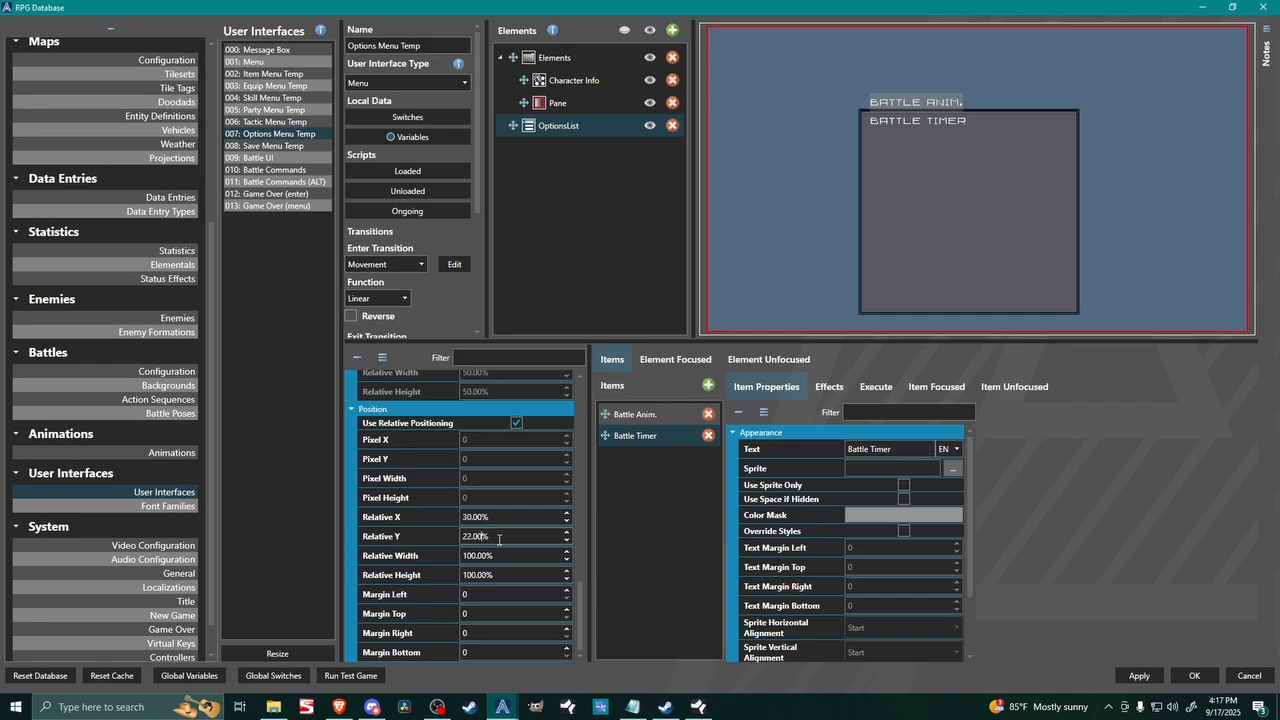 RPG Database
Maps
Configuration
Tilesets
Tile Tags
Doodads
Entity Definitions
Vehicles
Weather
Projections
Data Entries
Data Entries
Data Entry Types
Statistics
Statistics
Elementals
Status Effects
Enemies
Enemies
Enemy Formations
Battles
Configuration
Backgrounds
Action Sequences
Battle Poses
Animations
Animations
User Interfaces
User Interfaces
Font Families
System
Video Configuration
Audio Configuration
General
Localizations
Title
New Game
Game Over
Virtual Keys
Controllers
User Interfaces
000: Message Box
001: Menu
002: Item Menu Temp
003: Equip Menu Temp
004: Skill Menu Temp
005: Party Menu Temp
006: Tactic Menu Temp
007: Options Menu Temp
008: Save Menu Temp
009: Battle UI
010: Battle Commands
011: Battle Commands (ALT)
012: Game Over (enter)
013: Game Over (menu)
Resize
Name
Options Menu Temp
User Interface Type
Menu
Local Data
Switches
Variables
Scripts
Loaded
Unloaded
Ongoing
Transitions
Enter Transition
Movement
Edit
Function
Linear
Reverse
Exit Transition
Elements
Elements
Character Info
Pane
OptionsList
BATTLE ANIM.
BATTLE TIMER
Notes
Filter
Relative Width 50.00%
Relative Height 50.00%
Position
Use Relative Positioning
Pixel X 0
Pixel Y 0
Pixel Width 0
Pixel Height 0
Relative X 30.00%
Relative Y 22.00%
Relative Width 100.00%
Relative Height 100.00%
Margin Left 0
Margin Top 0
Margin Right 0
Margin Bottom 0
Items Element Focused Element Unfocused
Items
Battle Anim.
Battle Timer
Item Properties Effects Execute Item Focused Item Unfocused
Filter
Appearance
Text Battle Timer EN
Sprite ...
Use Sprite Only
Use Space if Hidden
Color Mask
Override Styles
Text Margin Left 0
Text Margin Top 0
Text Margin Right 0
Text Margin Bottom 0
Sprite Horizontal
Alignment Start
Sprite Vertical
Alignment Start
Reset Database Reset Cache Global Variables Global Switches Run Test Game Apply OK Cancel
Type here to search
85°F Mostly sunny
4:17 PM
9/17/2025